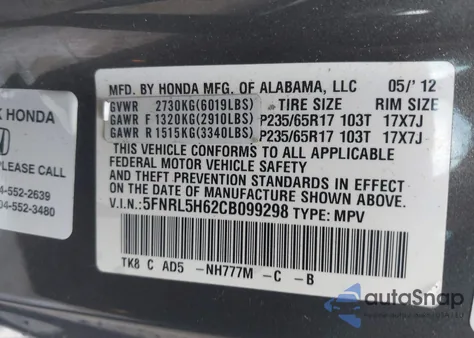 MFD. BY HONDA MFG. OF ALABAMA, LLC 05/'12
GVWR 2730KG(6019LBS) TIRE SIZE RIM SIZE
GAWR F 1320KG(2910LBS) P235/65R17 103T 17X7J
GAWR R 1515KG(3340LBS) P235/65R17 103T 17X7J
THIS VEHICLE CONFORMS TO ALL APPLICABLE
FEDERAL MOTOR VEHICLE SAFETY
AND THEFT PREVENTION STANDARDS IN EFFECT
ON THE DATE OF MANUFACTURE SHOWN ABOVE.
V.I.N: 5FNRL5H62CB099298 TYPE: MPV
TK8 C AD5 -NH777M -C -B
HONDA
PLEASE CALL
4-552-2639
04-552-3480
autoSnap